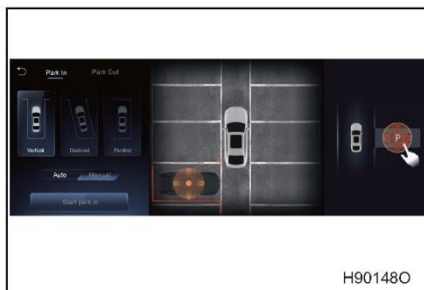 Park In Park Out
Vertical Declined Parallel
Auto Manual
Start park in
P
H90148O